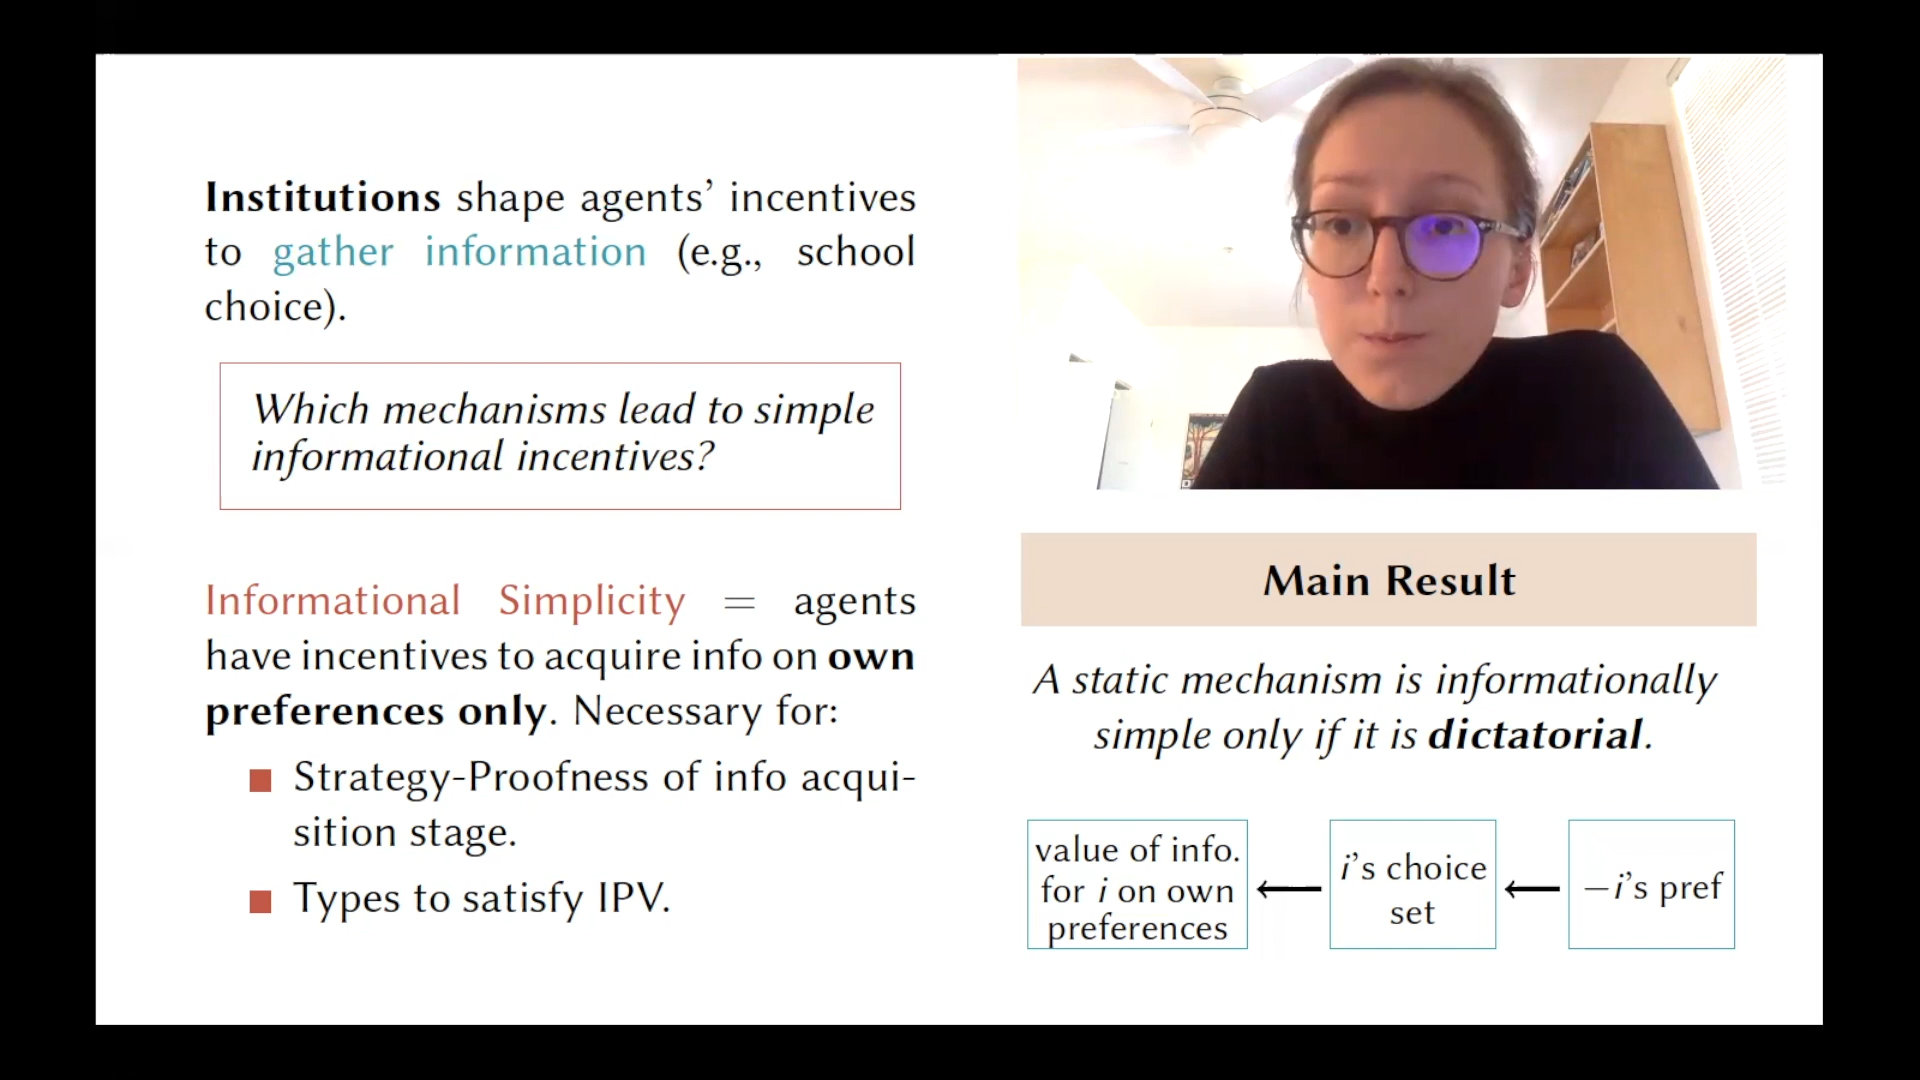 Institutions shape agents’ incentives
to gather information (e.g., school
choice).
Which mechanisms lead to simple
informational incentives?
Informational Simplicity = agents
have incentives to acquire info on own
preferences only. Necessary for:
Strategy-Proofness of info acqui-
sition stage.
Types to satisfy IPV.
Main Result
A static mechanism is informationally
simple only if it is dictatorial.
value of info.
for i on own
preferences
i’s choice
set
−i’s pref